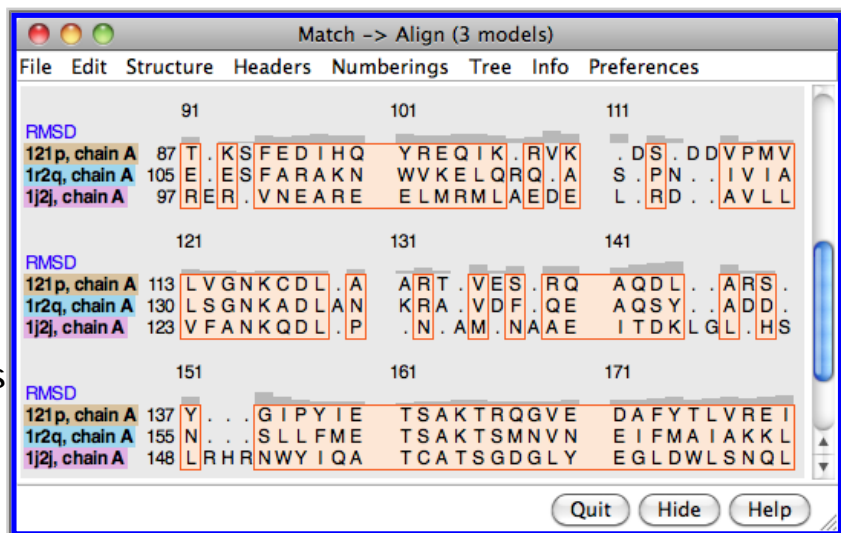 Match -> Align (3 models)
File Edit Structure Headers Numberings Tree Info Preferences
91 101 111
RMSD
121p, chain A 87 T . K S F E D I H Q Y R E Q I K . R V K . D S . D D V P M V
1r2q, chain A 105 E . E S F A R A K N W V K E L Q R Q . A S . P N . . I V I A
1j2j, chain A 97 R E R . V N E A R E E L M R M L A E D E L . R D . . A V L L
121 131 141
RMSD
121p, chain A 113 L V G N K C D L . A A R T . V E S . R Q A Q D L . . A R S .
1r2q, chain A 130 L S G N K A D L A N K R A . V D F . Q E A Q S Y . . A D D .
1j2j, chain A 123 V F A N K Q D L . P . N . A M . N A A E I T D K L G L . H S
s
151 161 171
RMSD
121p, chain A 137 Y . . . G I P Y I E T S A K T R Q G V E D A F Y T L V R E I
1r2q, chain A 155 N . . . S L L F M E T S A K T S M N V N E I F M A I A K K L
1j2j, chain A 148 L R H R N W Y I Q A T C A T S G D G L Y E G L D W L S N Q L
Quit Hide Help